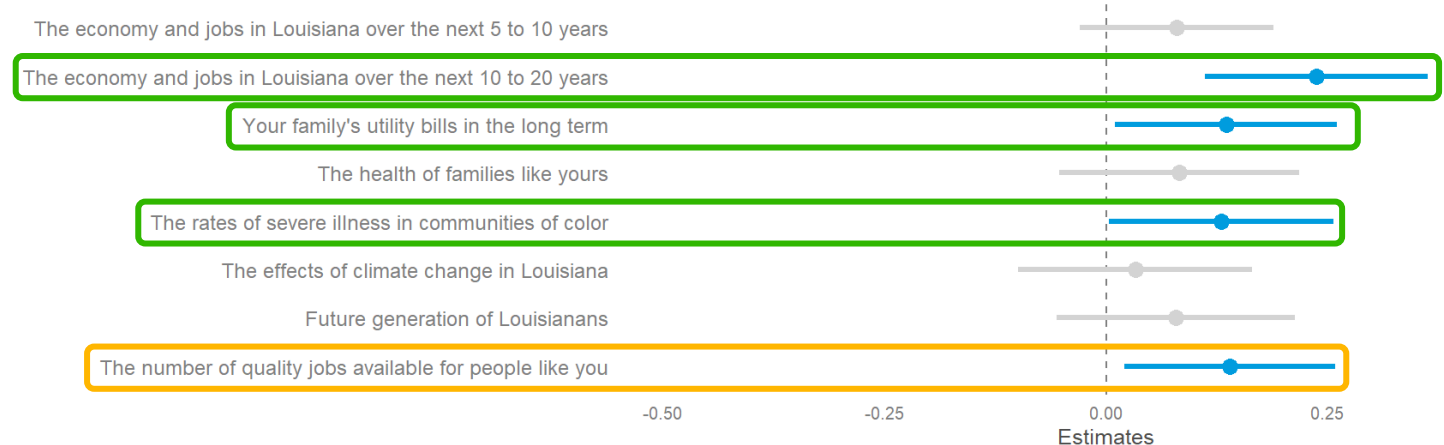 The economy and jobs in Louisiana over the next 5 to 10 years
The economy and jobs in Louisiana over the next 10 to 20 years
Your family's utility bills in the long term
The health of families like yours
The rates of severe illness in communities of color
The effects of climate change in Louisiana
Future generation of Louisianans
The number of quality jobs available for people like you
-0.50 -0.25 0.00 0.25
Estimates